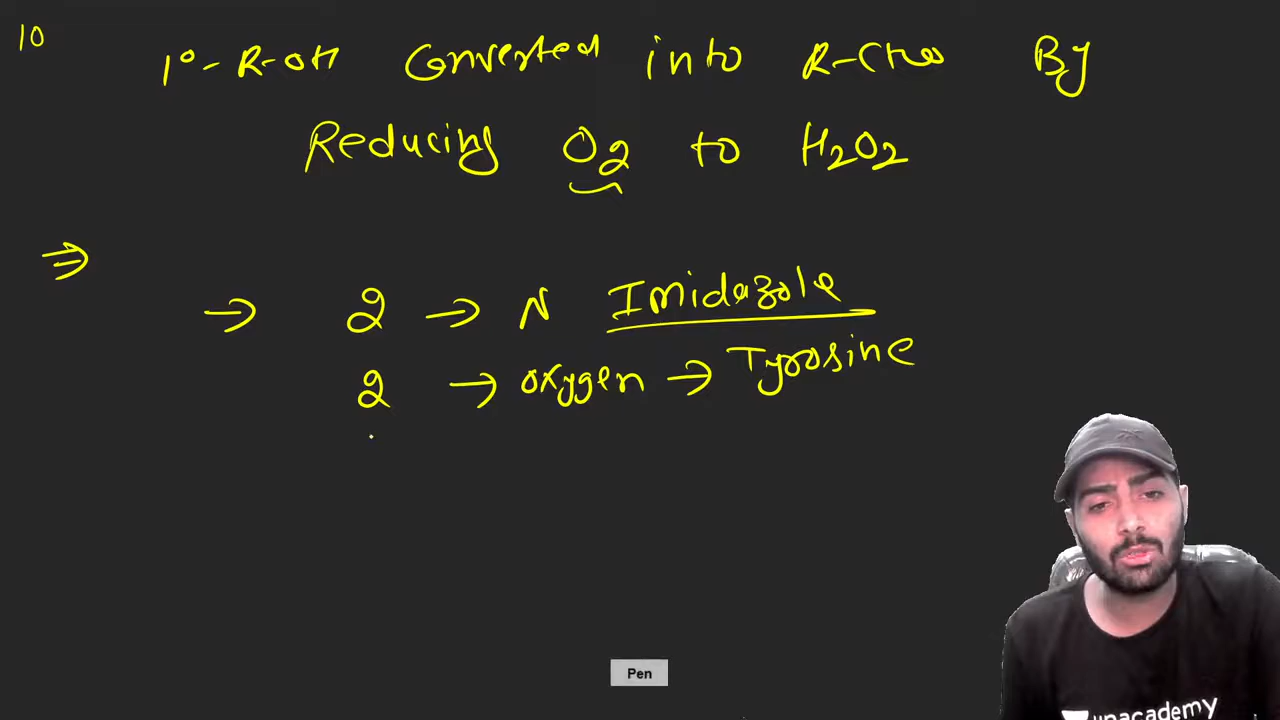 10
1°-R-OH Converted into R-CHO By
Reducing O2 to H2O2
⇒
→ 2 → N Imidazole
2 → oxygen → Tyrosine
Pen
unacademy